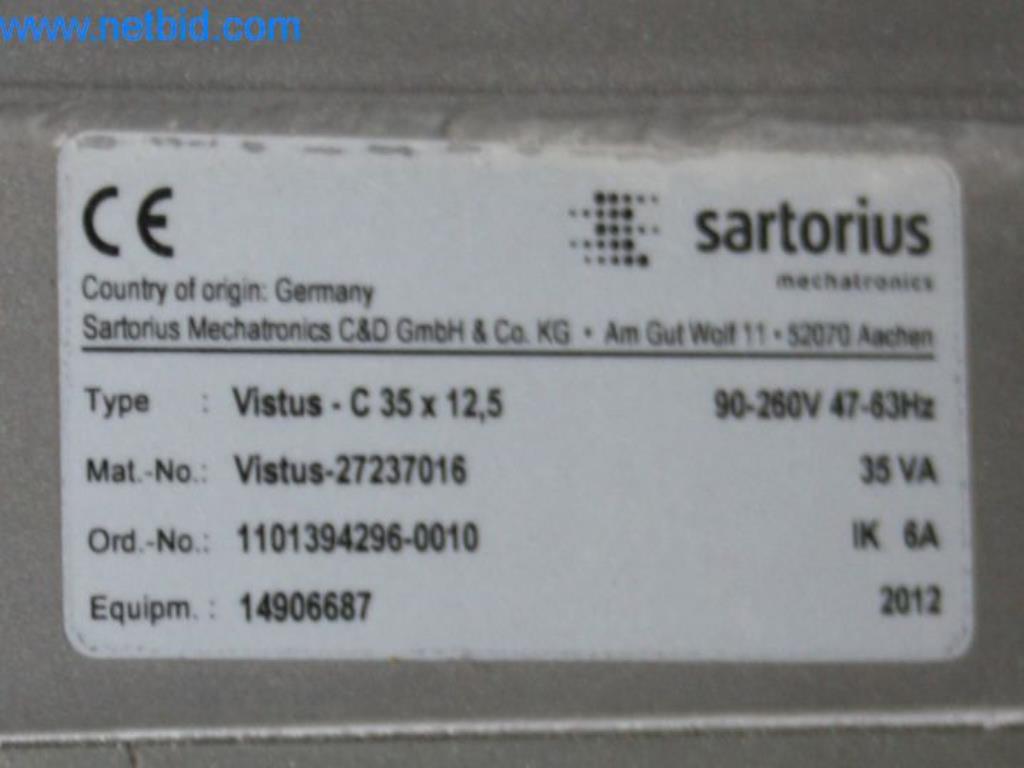 www.netbid.com
CE
sartorius
mechatronics
Country of origin: Germany
Sartorius Mechatronics C&D GmbH & Co. KG • Am Gut Wolf 11 • 52070 Aachen
Type : Vistus - C 35 x 12,5 90-260V 47-63Hz
Mat.-No.: Vistus-27237016 35 VA
Ord.-No.: 1101394296-0010 IK 6A
Equipm. : 14906687 2012